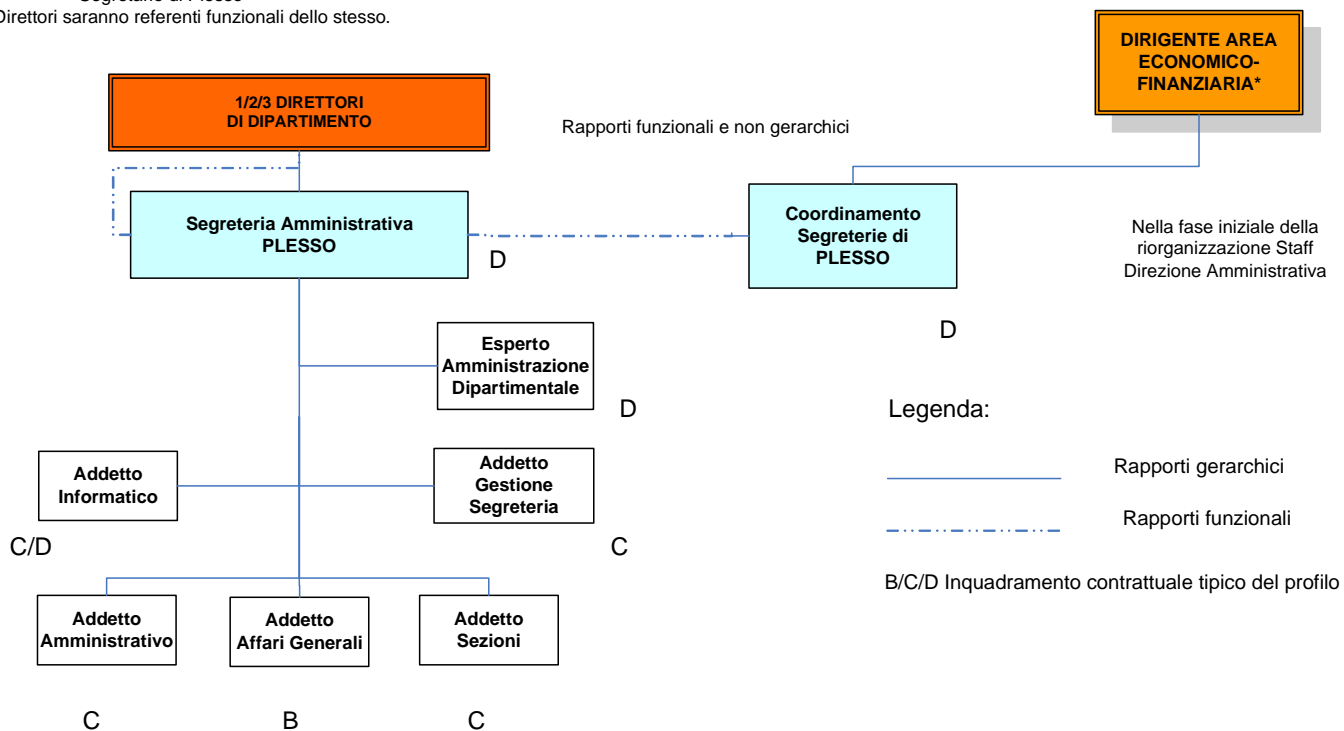 Direttori saranno referenti funzionali dello stesso.
DIRIGENTE AREA
ECONOMICO-
FINANZIARIA*
1/2/3 DIRETTORI
DI DIPARTIMENTO
Rapporti funzionali e non gerarchici
Segreteria Amministrativa
PLESSO
D
Coordinamento
Segreterie di
PLESSO
D
Nella fase iniziale della
riorganizzazione Staff
Direzione Amministrativa
Esperto
Amministrazione
Dipartimentale
D
Legenda:
Addetto
Informatico
C/D
Addetto
Gestione
Segreteria
C
Rapporti gerarchici
Rapporti funzionali
B/C/D Inquadramento contrattuale tipico del profilo
Addetto
Amministrativo
Addetto
Affari Generali
Addetto
Sezioni
C
B
C